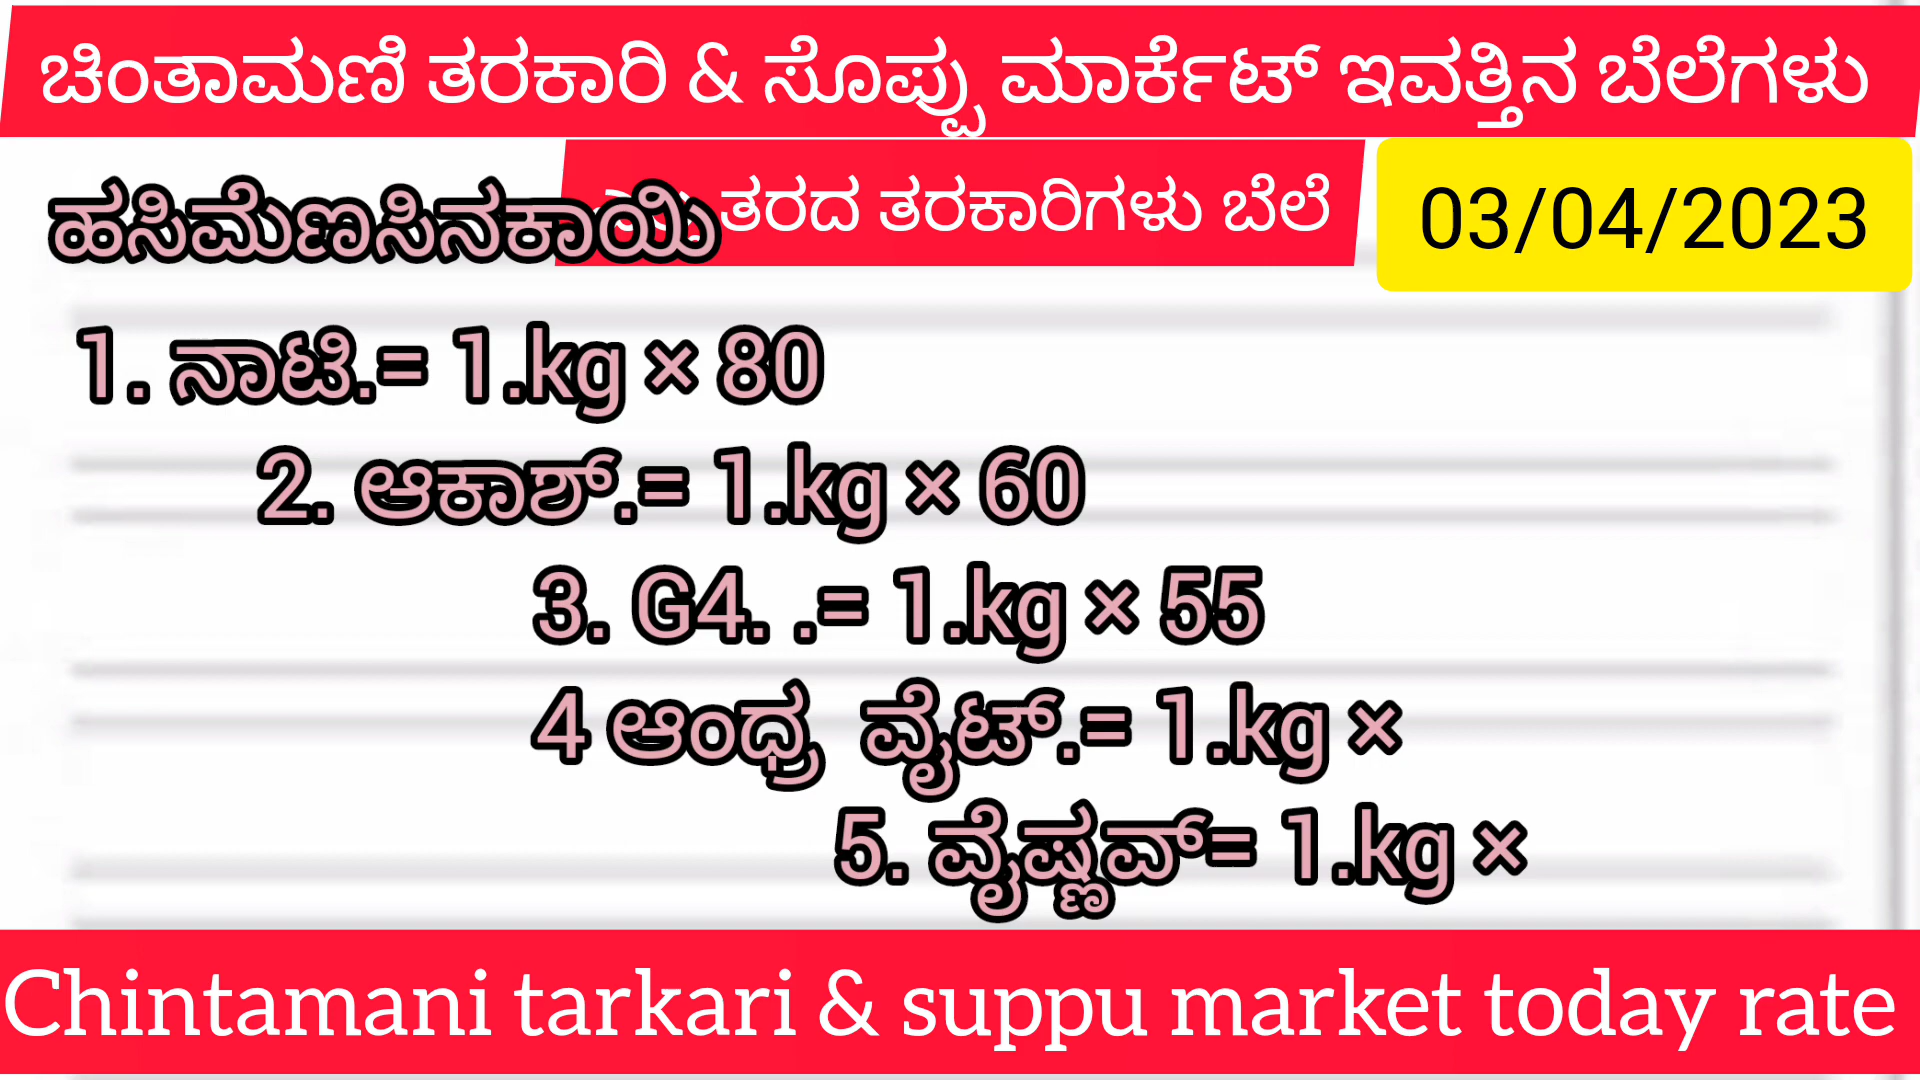 ಚಿಂತಾಮಣಿ ತರಕಾರಿ & ಸೊಪ್ಪು ಮಾರ್ಕೆಟ್ ಇವತ್ತಿನ ಬೆಲೆಗಳು
ತರದ ತರಕಾರಿಗಳು ಬೆಲೆ
03/04/2023
ಹಸಿಮೆಣಸಿನಕಾಯಿ
1. ನಾಟಿ.= 1.kg × 80
2. ಆಕಾಶ್.= 1.kg × 60
3. G4. .= 1.kg × 55
4 ಆಂಧ್ರ ವೈಟ್.= 1.kg ×
5. ವೈಷ್ಣವ್= 1.kg ×
Chintamani tarkari & suppu market today rate